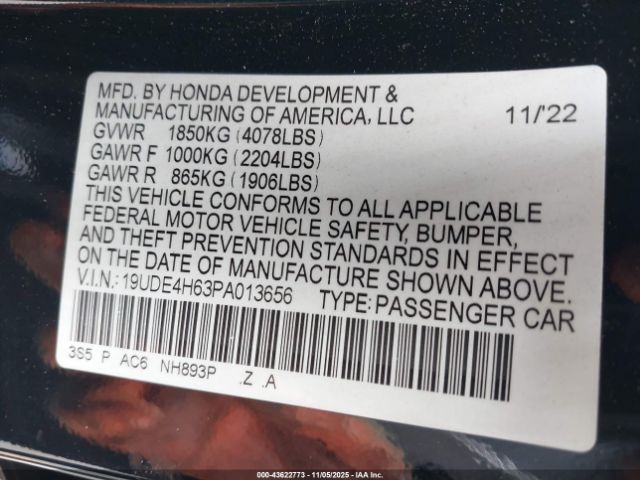 MFD. BY HONDA DEVELOPMENT &
MANUFACTURING OF AMERICA, LLC 11/'22
GVWR 1850KG (4078LBS)
GAWR F 1000KG (2204LBS)
GAWR R 865KG (1906LBS)
THIS VEHICLE CONFORMS TO ALL APPLICABLE
FEDERAL MOTOR VEHICLE SAFETY, BUMPER,
AND THEFT PREVENTION STANDARDS IN EFFECT
ON THE DATE OF MANUFACTURE SHOWN ABOVE.
V.I.N.: 19UDE4H63PA013656 TYPE: PASSENGER CAR
3S5 P AC6 NH893P .Z .A
000-43622773 | 11/05/2025 - IAA Inc.